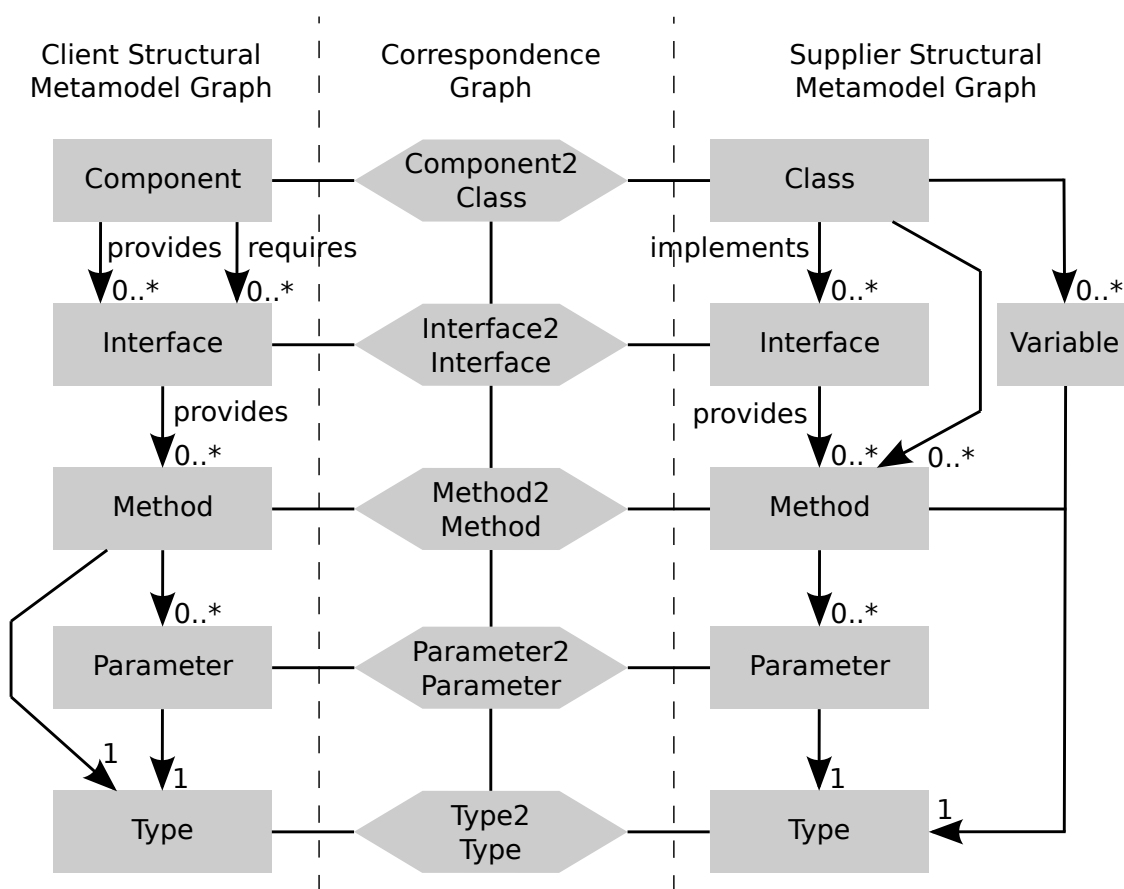 Client Structural
Metamodel Graph
Correspondence
Graph
Supplier Structural
Metamodel Graph
Component
Component2
Class
Class
provides
requires
implements
0..*
0..*
0..*
0..*
Interface
Interface2
Interface
Interface
Variable
provides
provides
0..*
0..*
0..*
Method
Method2
Method
Method
0..*
0..*
Parameter
Parameter2
Parameter
Parameter
1
1
1
1
Type
Type2
Type
Type